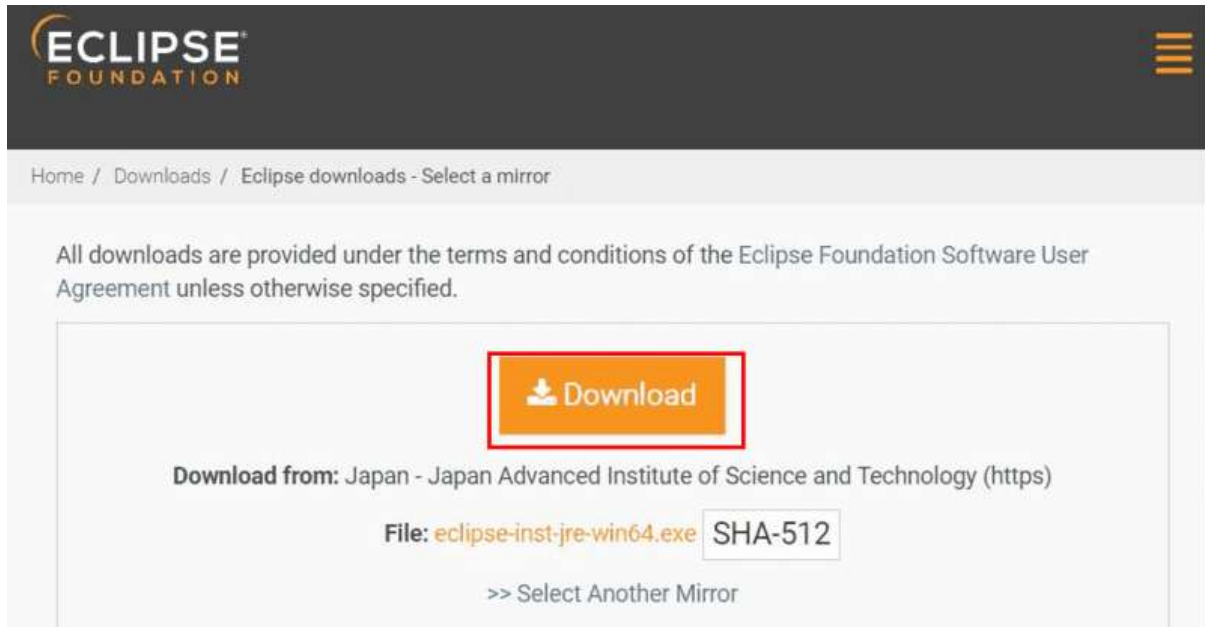 ECLIPSE®
FOUNDATION
Home / Downloads / Eclipse downloads - Select a mirror
All downloads are provided under the terms and conditions of the Eclipse Foundation Software User
Agreement unless otherwise specified.
Download
Download from: Japan - Japan Advanced Institute of Science and Technology (https)
File: eclipse-inst-jre-win64.exe SHA-512
>> Select Another Mirror